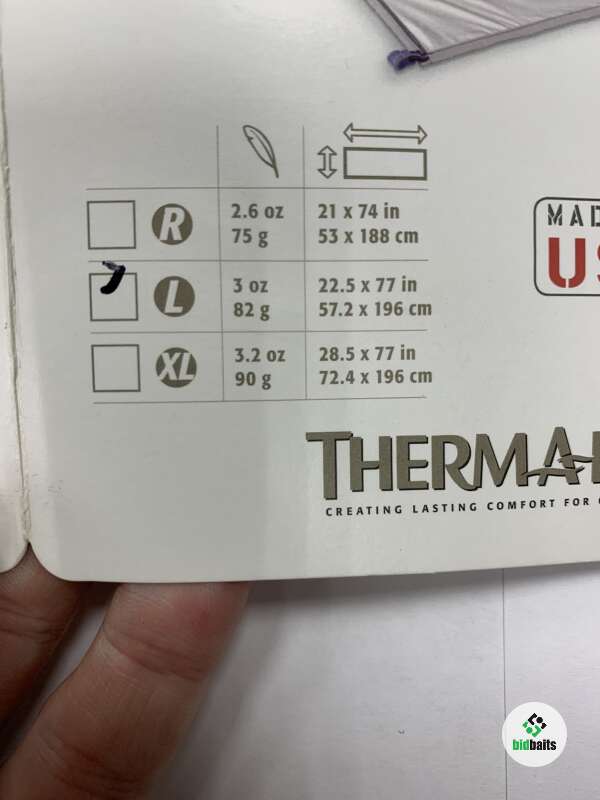 R 2.6 oz 21 x 74 in
75 g 53 x 188 cm
L 3 oz 22.5 x 77 in
82 g 57.2 x 196 cm
XL 3.2 oz 28.5 x 77 in
90 g 72.4 x 196 cm
MAD
US
THERMA
CREATING LASTING COMFORT FOR
bidbaits